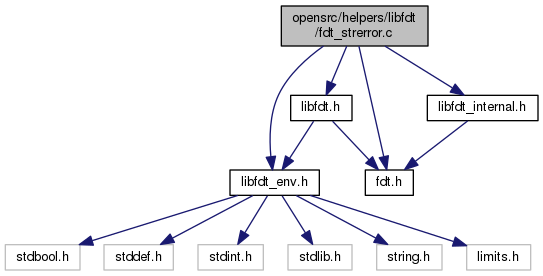 opensrc/helpers/libfdt
/fdt_strerror.c
libfdt.h
libfdt_internal.h
libfdt_env.h
fdt.h
stdbool.h
stddef.h
stdint.h
stdlib.h
string.h
limits.h